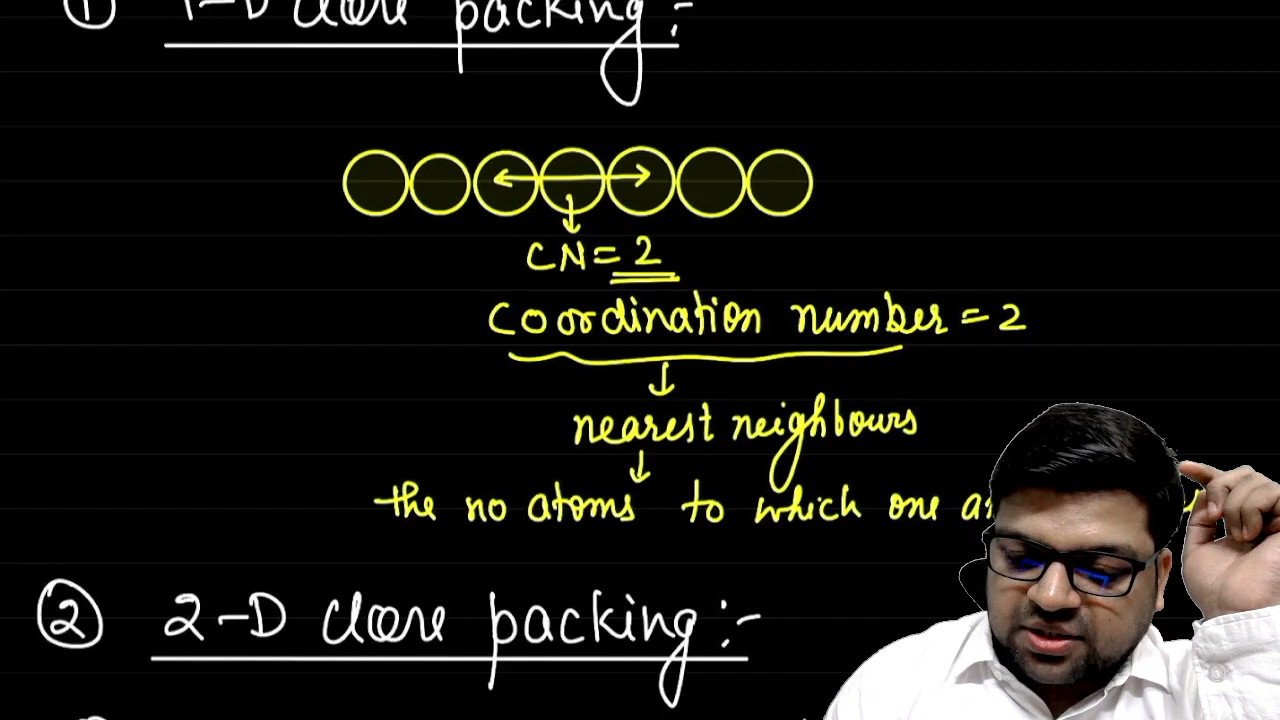 ① 1-D close packing :-
CN = 2
Coordination number = 2
↓
nearest neighbours
↓
the no atoms to which one
② 2-D close packing :-